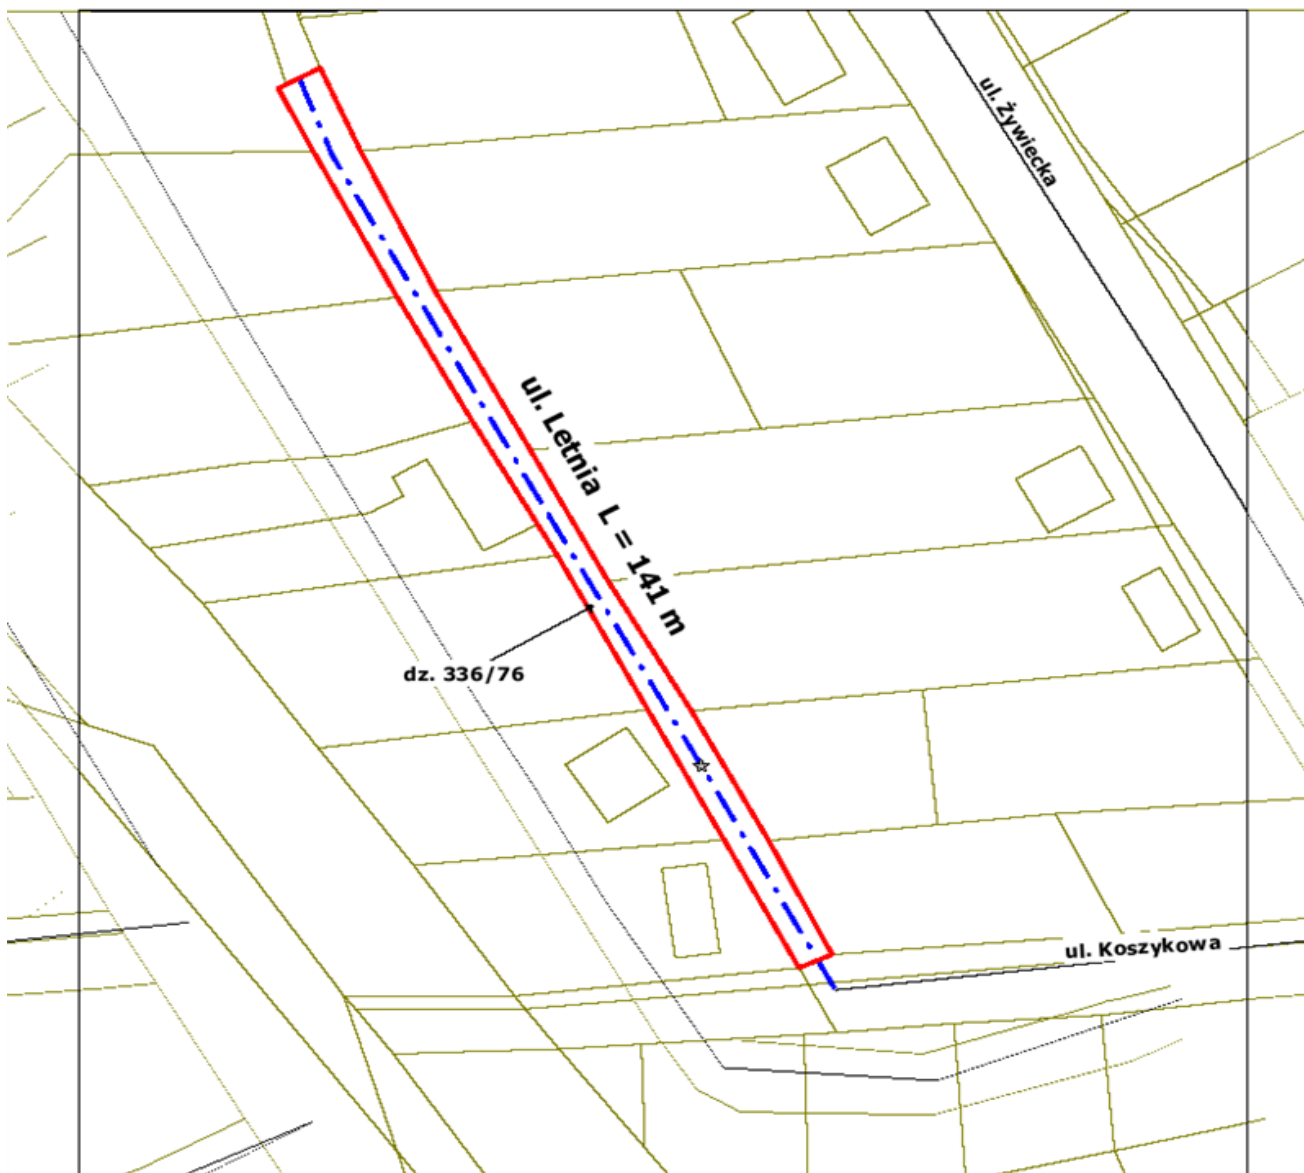 ul. Żywiecka
ul. Letnia L = 141 m
dz. 336/76
ul. Koszykowa